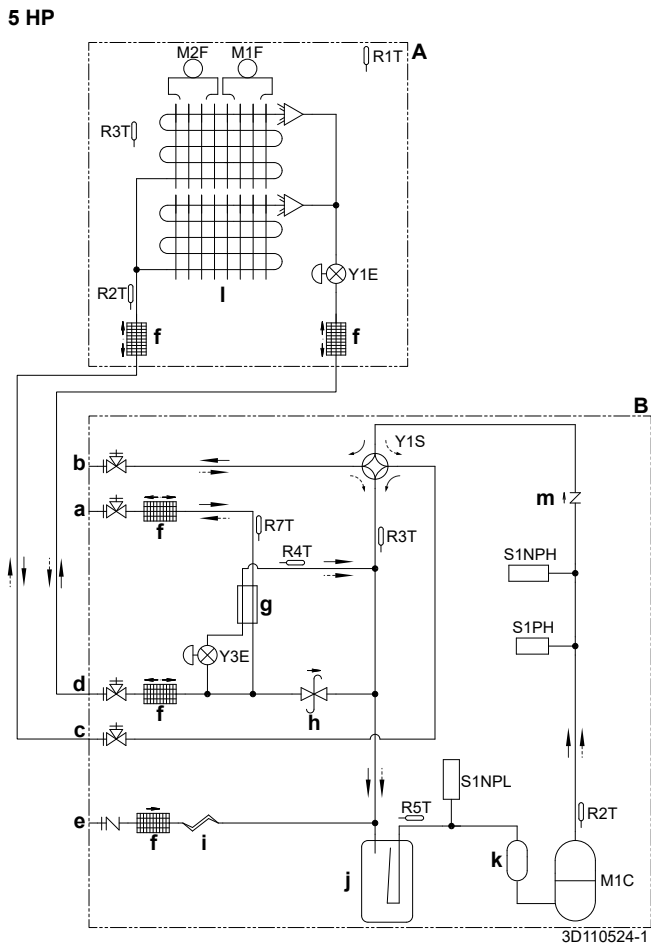 5 HP
A
M2F M1F
R1T
R3T
Y1E
R2T
l
f
f
B
b
Y1S
a
m
f
R7T
R3T
R4T
S1NPH
g
S1PH
Y3E
d
f
h
c
S1NPL
e
R5T
R2T
f
i
k
j
M1C
3D110524-1